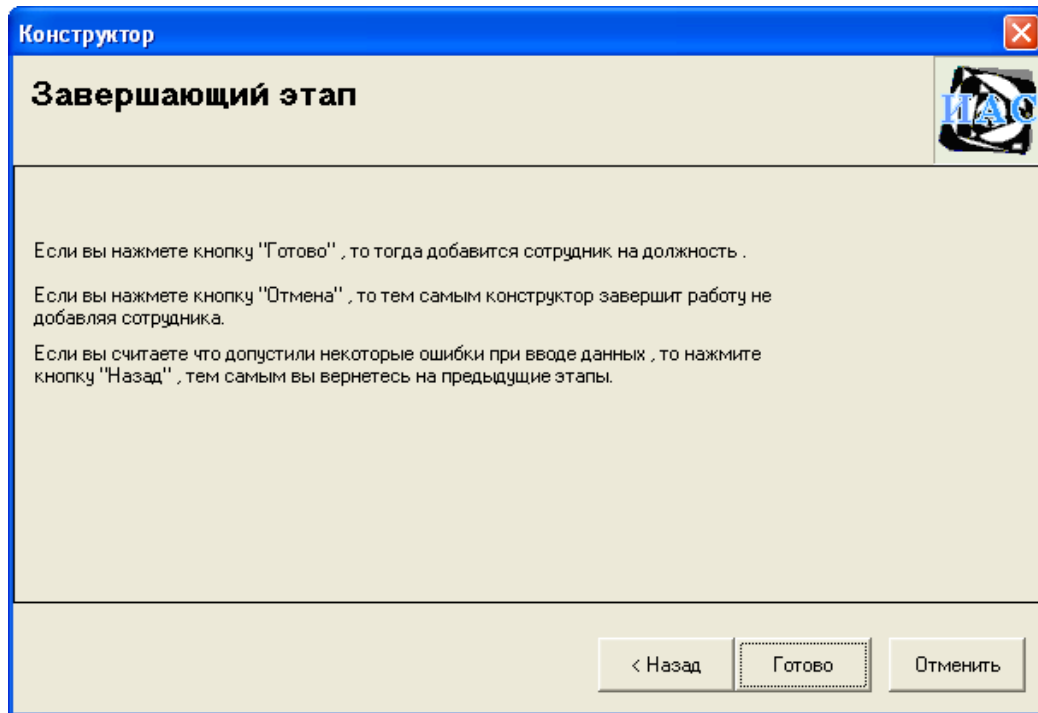 Конструктор
Завершающий этап
ИАС
Если вы нажмете кнопку "Готово" , то тогда добавится сотрудник на должность .
Если вы нажмете кнопку "Отмена" , то тем самым конструктор завершит работу не
добавляя сотрудника.
Если вы считаете что допустили некоторые ошибки при вводе данных , то нажмите
кнопку "Назад" , тем самым вы вернетесь на предыдущие этапы.
< Назад
Готово
Отменить